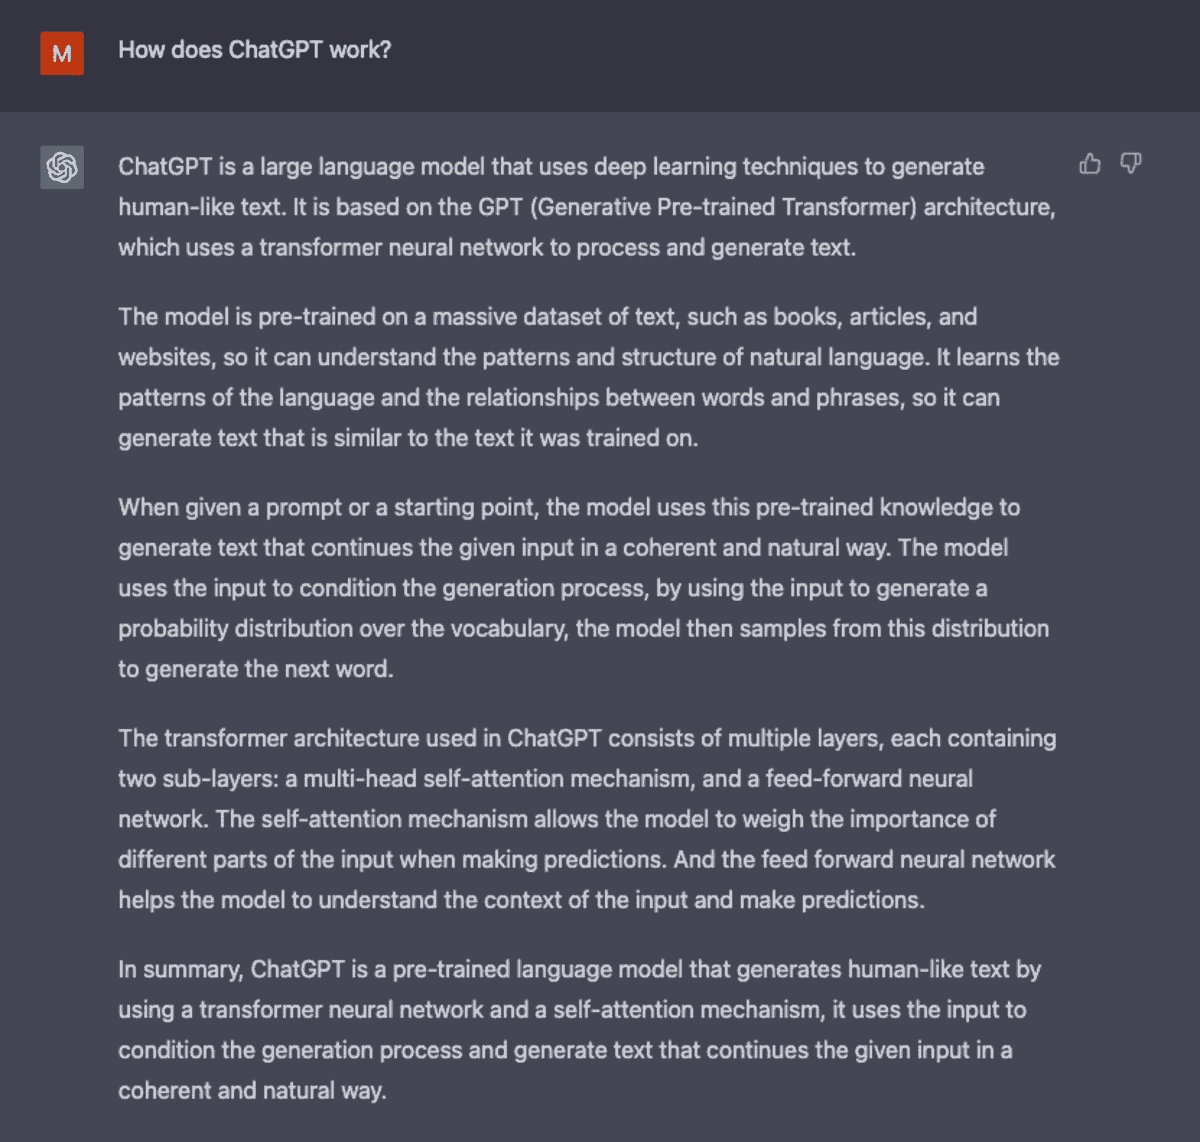 M
How does ChatGPT work?
ChatGPT is a large language model that uses deep learning techniques to generate
human-like text. It is based on the GPT (Generative Pre-trained Transformer) architecture,
which uses a transformer neural network to process and generate text.
The model is pre-trained on a massive dataset of text, such as books, articles, and
websites, so it can understand the patterns and structure of natural language. It learns the
patterns of the language and the relationships between words and phrases, so it can
generate text that is similar to the text it was trained on.
When given a prompt or a starting point, the model uses this pre-trained knowledge to
generate text that continues the given input in a coherent and natural way. The model
uses the input to condition the generation process, by using the input to generate a
probability distribution over the vocabulary, the model then samples from this distribution
to generate the next word.
The transformer architecture used in ChatGPT consists of multiple layers, each containing
two sub-layers: a multi-head self-attention mechanism, and a feed-forward neural
network. The self-attention mechanism allows the model to weigh the importance of
different parts of the input when making predictions. And the feed forward neural network
helps the model to understand the context of the input and make predictions.
In summary, ChatGPT is a pre-trained language model that generates human-like text by
using a transformer neural network and a self-attention mechanism, it uses the input to
condition the generation process and generate text that continues the given input in a
coherent and natural way.